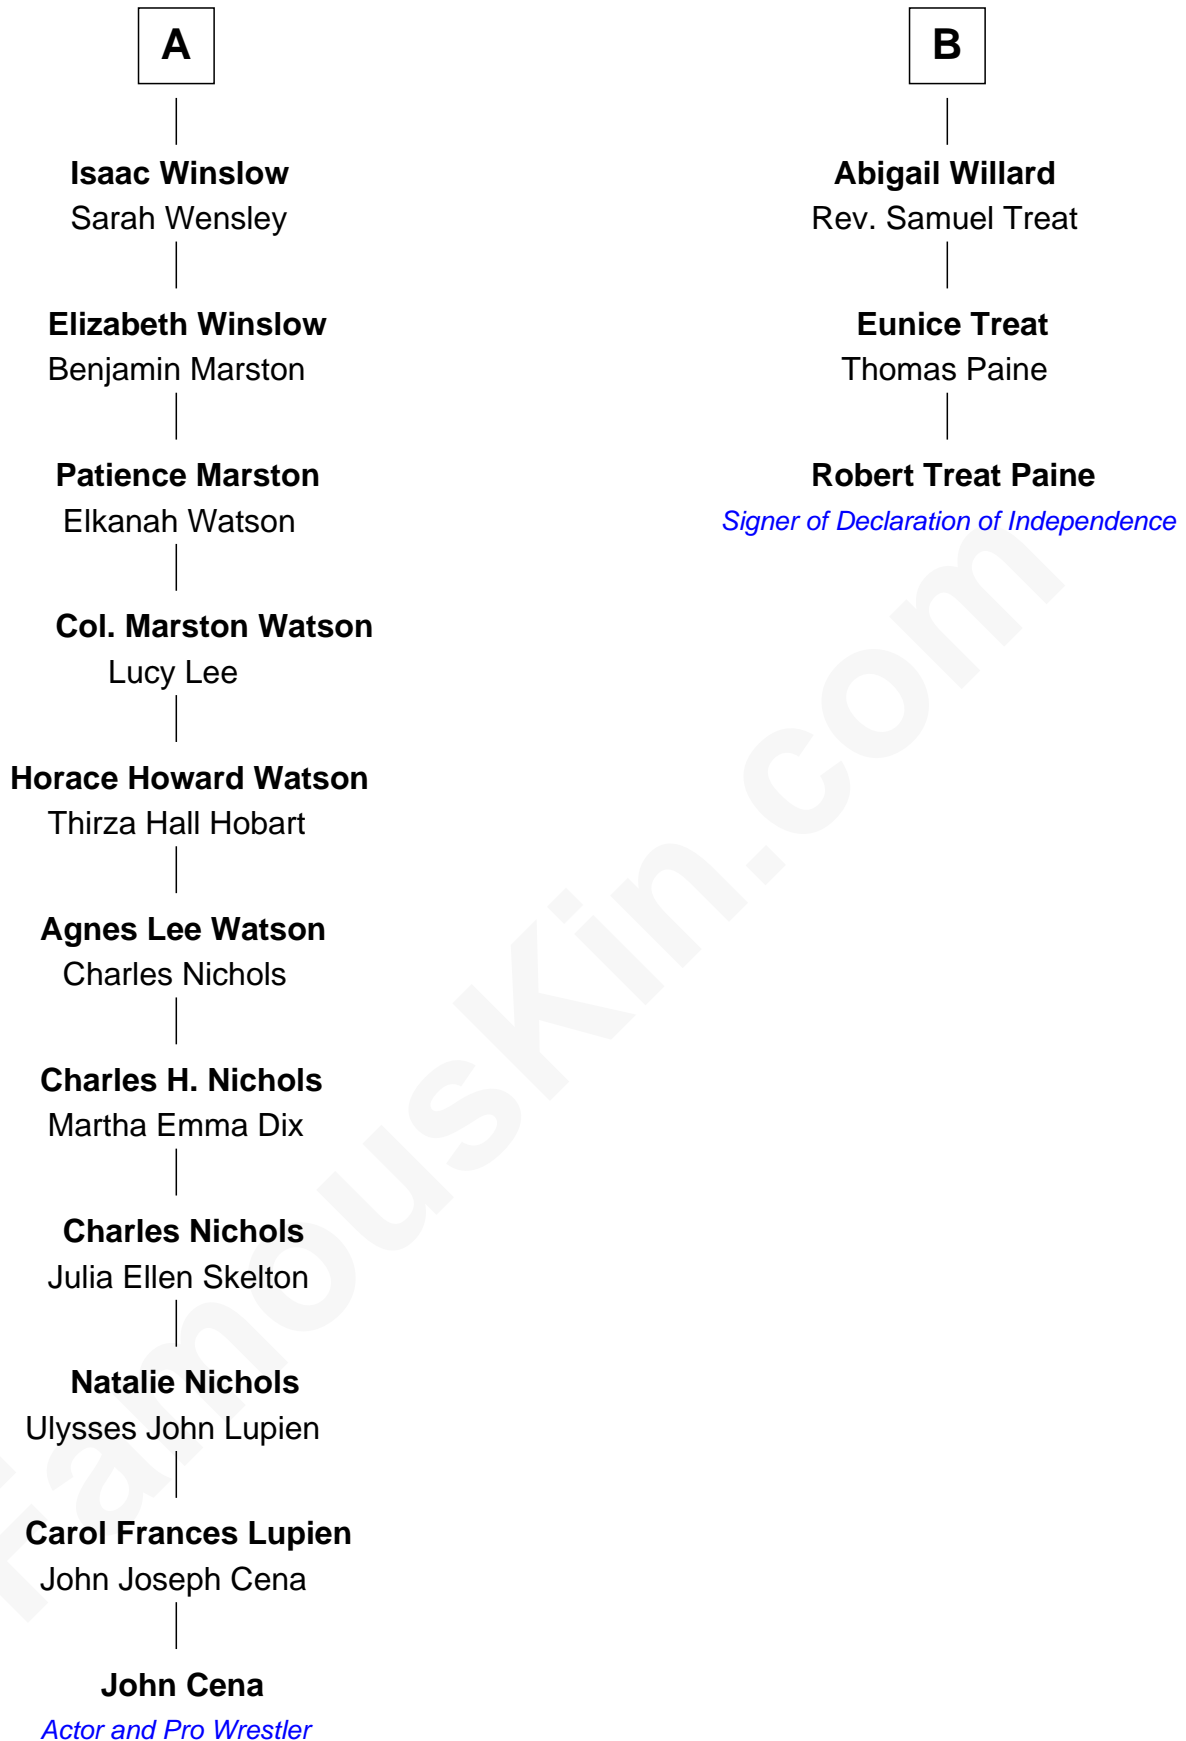 A
Isaac Winslow
Sarah Wensley
Elizabeth Winslow
Benjamin Marston
Patience Marston
Elkanah Watson
Col. Marston Watson
Lucy Lee
Horace Howard Watson
Thirza Hall Hobart
Agnes Lee Watson
Charles Nichols
Charles H. Nichols
Martha Emma Dix
Charles Nichols
Julia Ellen Skelton
Natalie Nichols
Ulysses John Lupien
Carol Frances Lupien
John Joseph Cena
John Cena
Actor and Pro Wrestler
B
Abigail Willard
Rev. Samuel Treat
Eunice Treat
Thomas Paine
Robert Treat Paine
Signer of Declaration of Independence
FamousKin.com